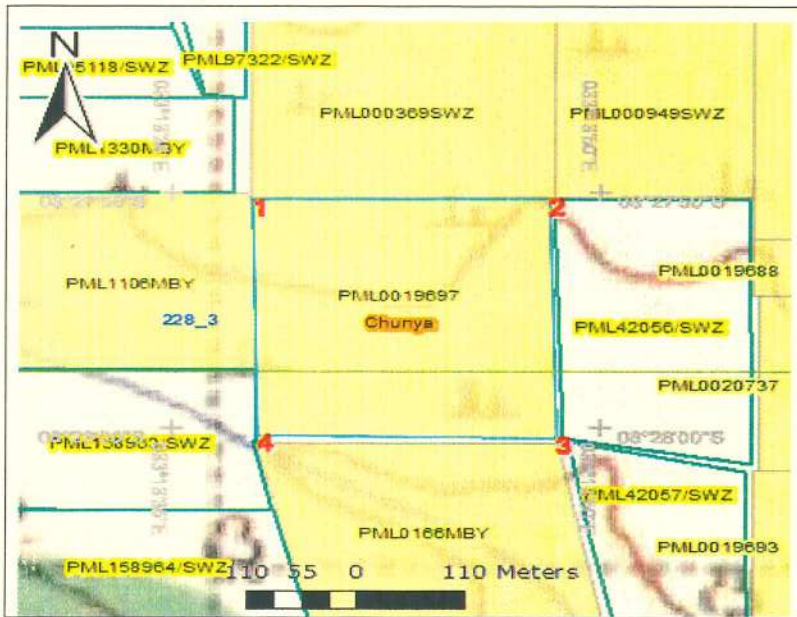 N
PML97322/SWZ
PML000369SWZ
PML000949SWZ
PML1330MBY
1
2
PML1106MBY
PML0019697
PML0019688
228_3
Chunya
PML42056/SWZ
PML0020737
4
3
08°28'00"S
PML42057/SWZ
PML0166MBY
PML0019693
PML158964/SWZ
110 55 0 110 Meters